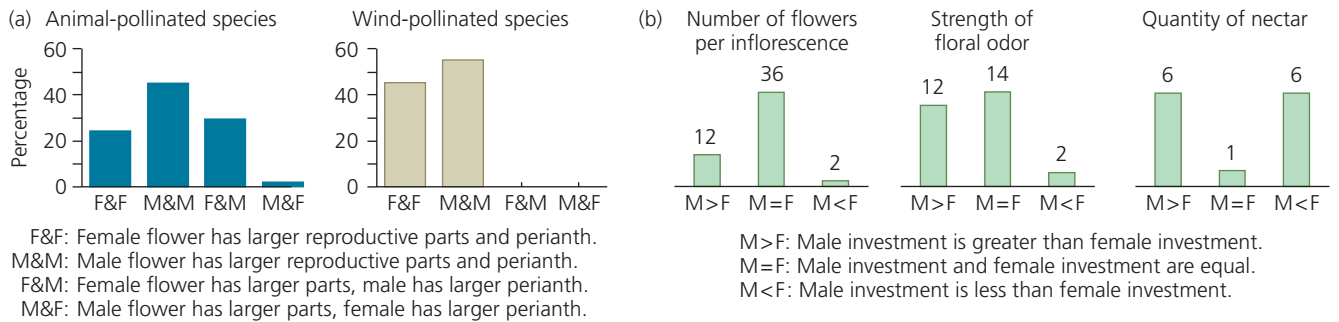 (a) Animal-pollinated species
Wind-pollinated species
Percentage
60
40
20
0
F&F M&M F&M M&F
60
40
20
0
F&F M&M F&M M&F
F&F: Female flower has larger reproductive parts and perianth.
M&M: Male flower has larger reproductive parts and perianth.
F&M: Female flower has larger parts, male has larger perianth.
M&F: Male flower has larger parts, female has larger perianth.
(b) Number of flowers
per inflorescence
12 36 2
M>F M=F M<F
Strength of
floral odor
12 14 2
M>F M=F M<F
Quantity of nectar
6 1 6
M>F M=F M<F
M>F: Male investment is greater than female investment.
M=F: Male investment and female investment are equal.
M<F: Male investment is less than female investment.